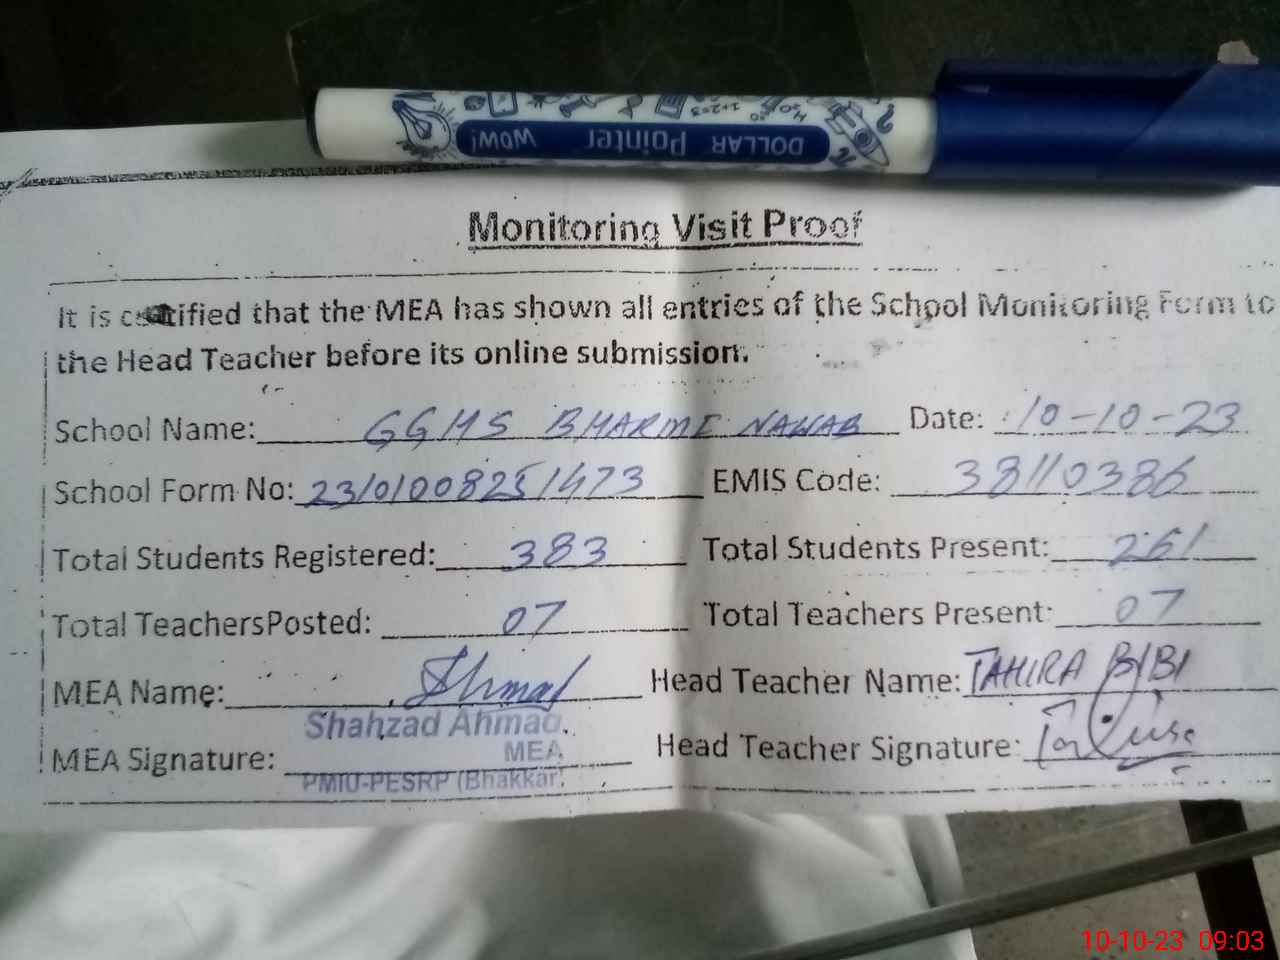 WOW! Pointer DOLLAR
Monitoring Visit Proof
It is certified that the MEA has shown all entries of the School Monitoring Form to
the Head Teacher before its online submission.
School Name: GGHS BHARMI NAWAB Date: 10-10-23
School Form No: 23101008251473 EMIS Code: 38110386
Total Students Registered: 383 Total Students Present: 261
Total TeachersPosted: 07 Total Teachers Present: 07
MEA Name: Ahmad Head Teacher Name: TAHIRA BIBI
Shahzad Ahmad
MEA
MEA Signature: Head Teacher Signature:
PMIU-PESRP (Bhakkar)
10-10-23 09:03